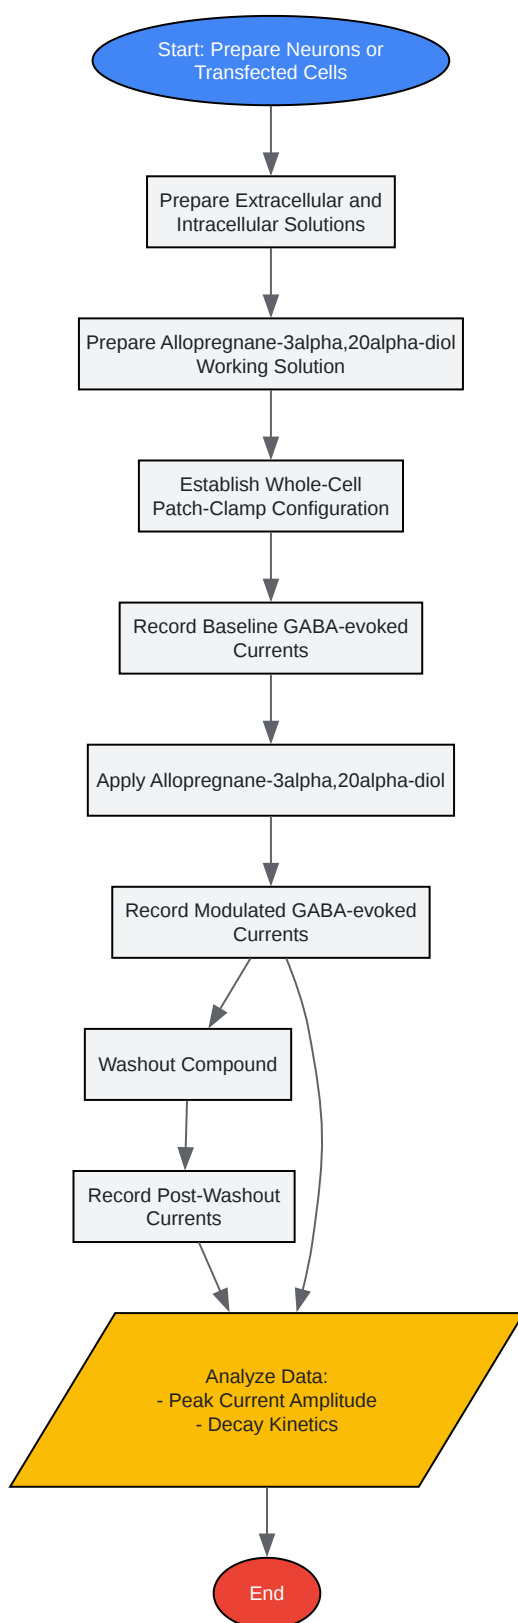 Start: Prepare Neurons or
Transfected Cells
Prepare Extracellular and
Intracellular Solutions
Prepare Allopregnane-3alpha,20alpha-diol
Working Solution
Establish Whole-Cell
Patch-Clamp Configuration
Record Baseline GABA-evoked
Currents
Apply Allopregnane-3alpha,20alpha-diol
Record Modulated GABA-evoked
Currents
Washout Compound
Record Post-Washout
Currents
Analyze Data:
- Peak Current Amplitude
- Decay Kinetics
End